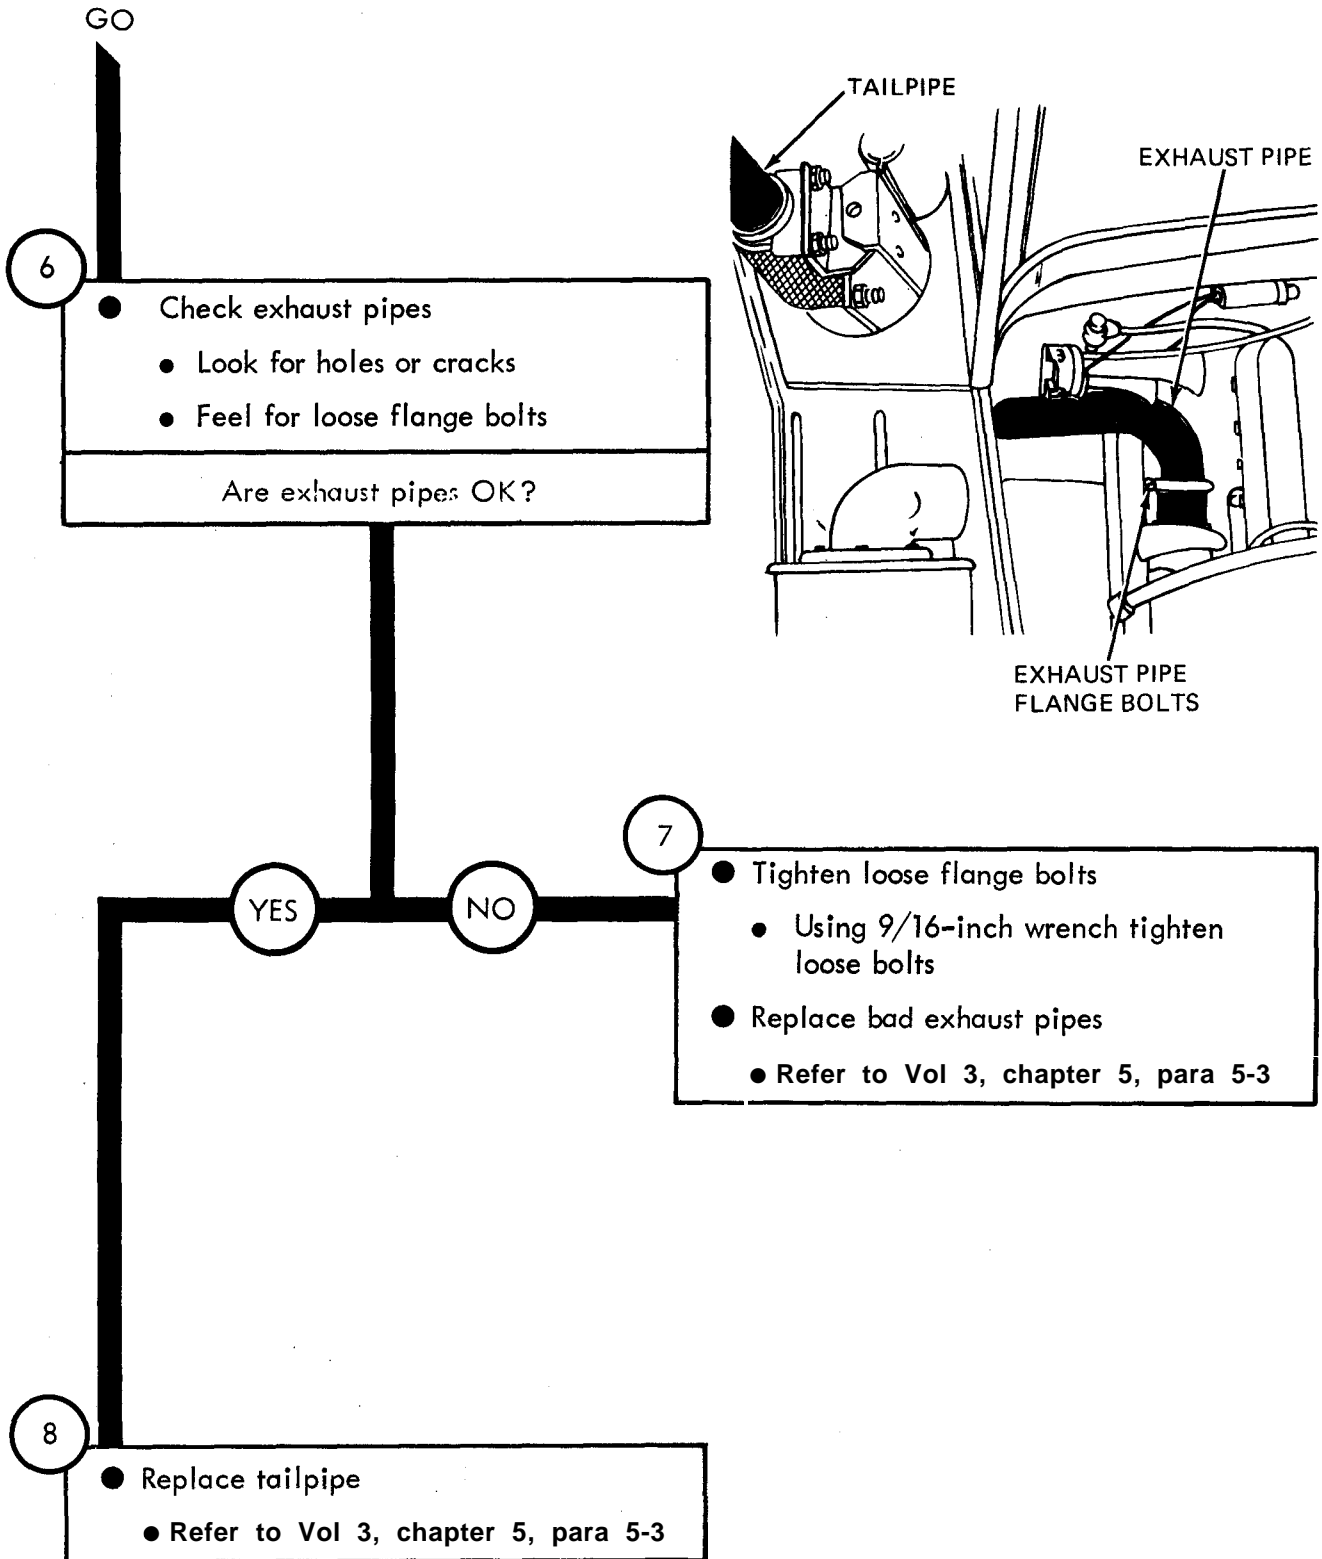 GO
TAILPIPE
EXHAUST PIPE
6
● Check exhaust pipes
● Look for holes or cracks
● Feel for loose flange bolts
Are exhaust pipes OK?
EXHAUST PIPE
FLANGE BOLTS
YES
NO
7
● Tighten loose flange bolts
● Using 9/16-inch wrench tighten
loose bolts
● Replace bad exhaust pipes
● Refer to Vol 3, chapter 5, para 5-3
8
● Replace tailpipe
● Refer to Vol 3, chapter 5, para 5-3